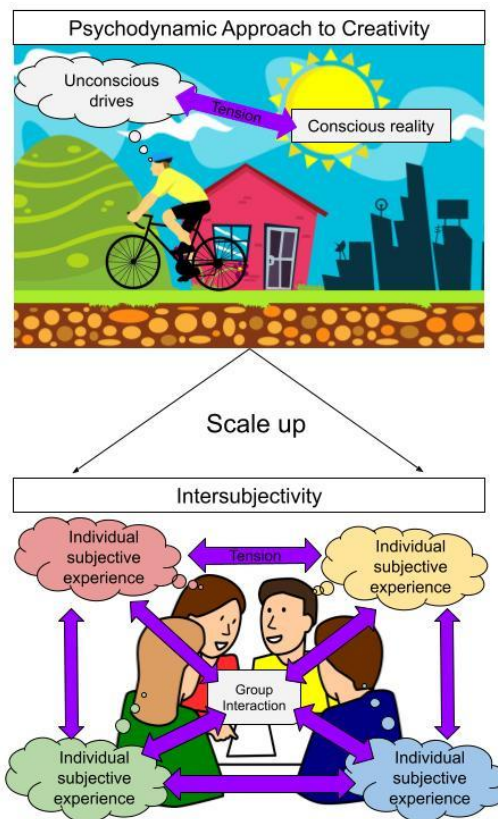 Psychodynamic Approach to Creativity
Unconscious
drives
Tension
Conscious reality
Scale up
Intersubjectivity
Individual
subjective
experience
Tension
Individual
subjective
experience
Group
Interaction
Individual
subjective
experience
Individual
subjective
experience